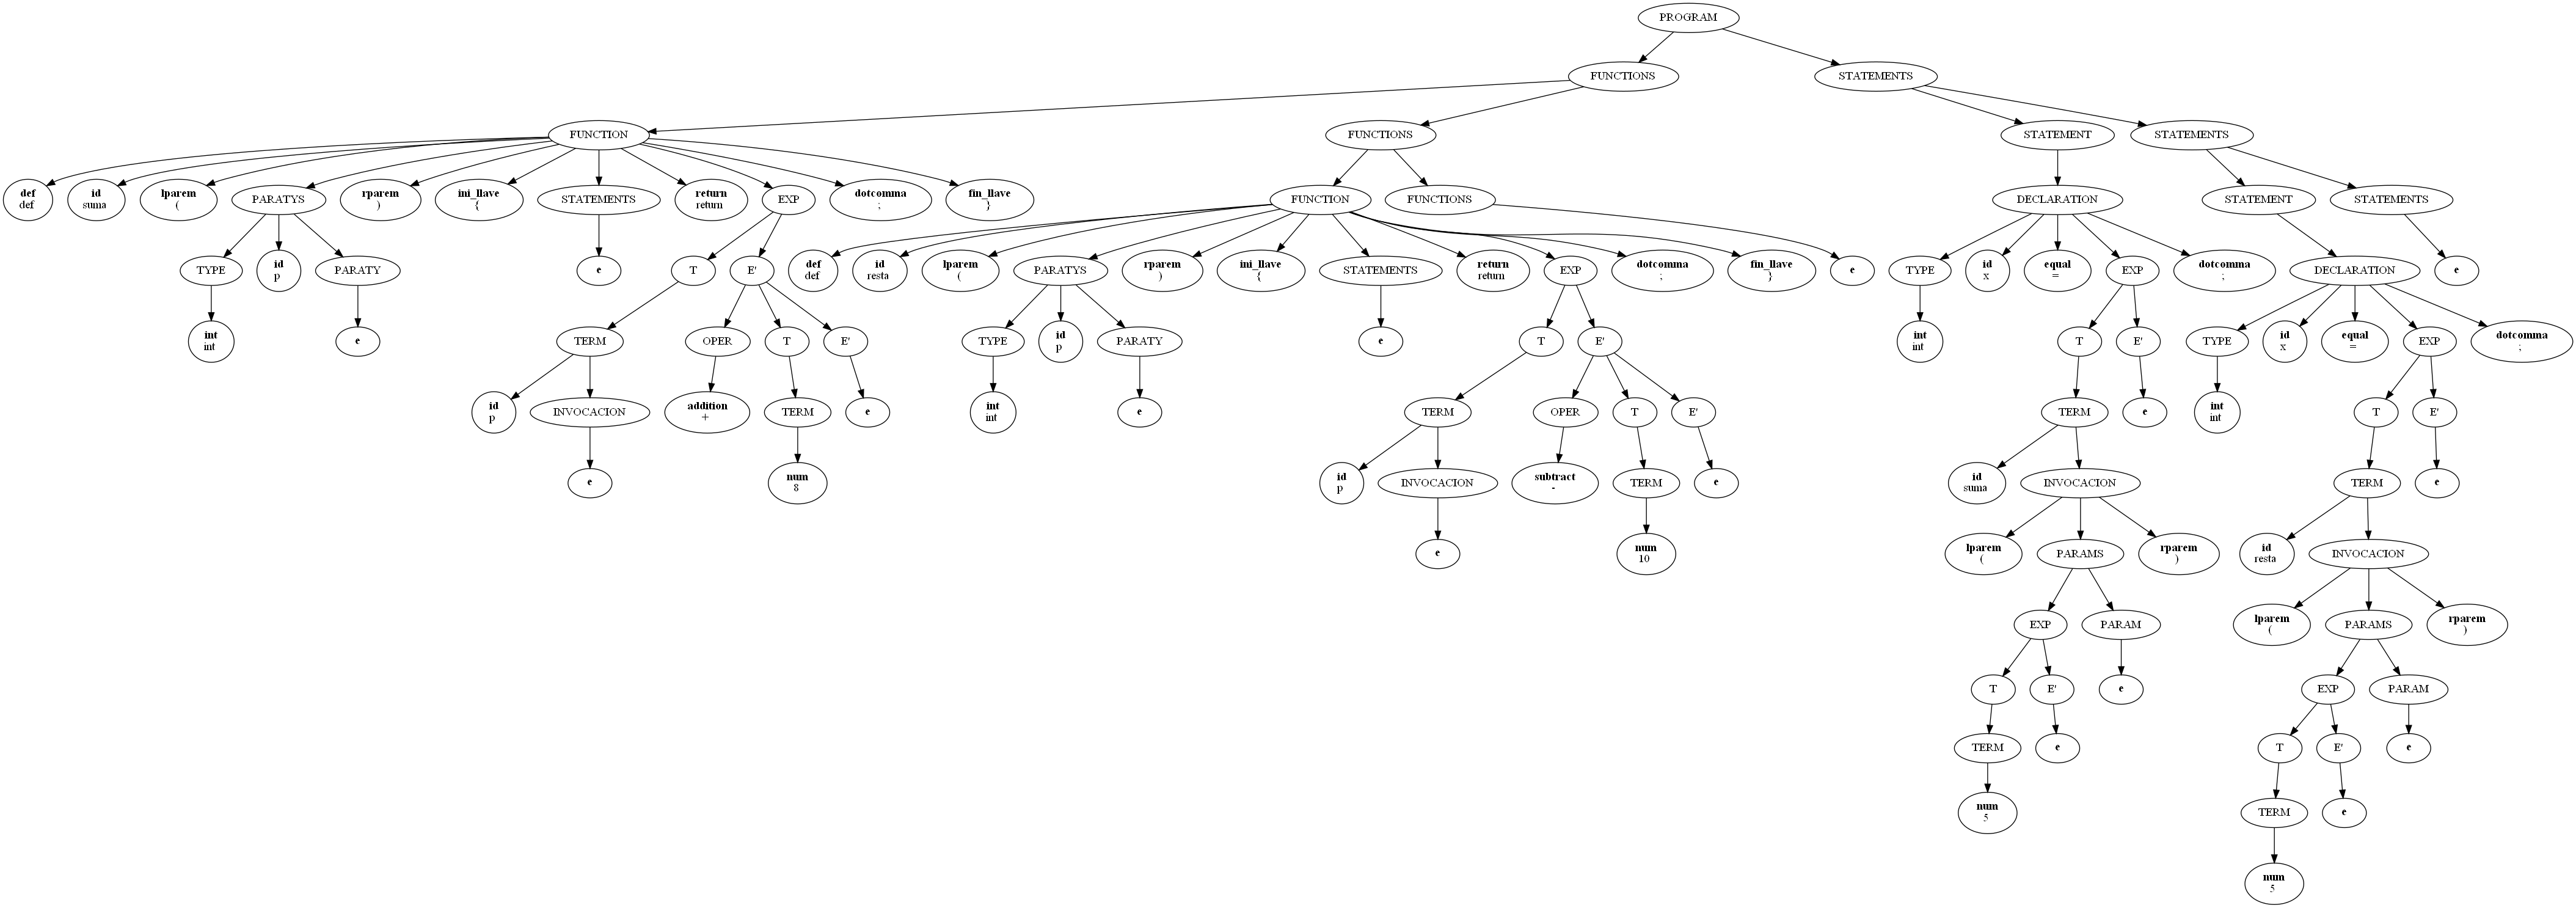 PROGRAM
FUNCTIONS
STATEMENTS
FUNCTION
FUNCTIONS
STATEMENT
STATEMENTS
def
def
id
suma
lparem
(
PARATYS
rparem
)
ini_llave
{
STATEMENTS
return
return
EXP
dotcomma
;
fin_llave
}
FUNCTION
FUNCTIONS
DECLARATION
STATEMENT
STATEMENTS
TYPE
id
p
PARATY
e
T
E'
def
def
id
resta
lparem
(
PARATYS
rparem
)
ini_llave
{
STATEMENTS
return
return
EXP
dotcomma
;
fin_llave
}
e
TYPE
id
x
equal
=
EXP
dotcomma
;
DECLARATION
e
int
int
e
TERM
OPER
T
E'
TYPE
id
p
PARATY
e
T
E'
int
int
T
E'
TYPE
id
x
equal
=
EXP
dotcomma
;
id
p
INVOCACION
addition
+
TERM
e
int
int
e
TERM
OPER
T
E'
TERM
e
int
int
T
E'
e
num
8
id
p
INVOCACION
subtract
-
TERM
e
id
suma
INVOCACION
TERM
e
e
num
10
lparem
(
PARAMS
rparem
)
id
resta
INVOCACION
EXP
PARAM
lparem
(
PARAMS
rparem
)
T
E'
e
EXP
PARAM
TERM
e
T
E'
e
num
5
TERM
e
num
5